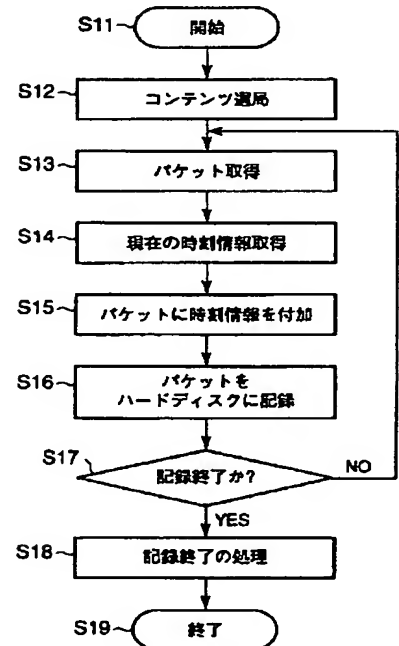 S11 開始
S12 コンテンツ選局
S13 パケット取得
S14 現在の時刻情報取得
S15 パケットに時刻情報を付加
S16 パケットを
ハードディスクに記録
S17 記録終了か? NO
YES
S18 記録終了の処理
S19 終了